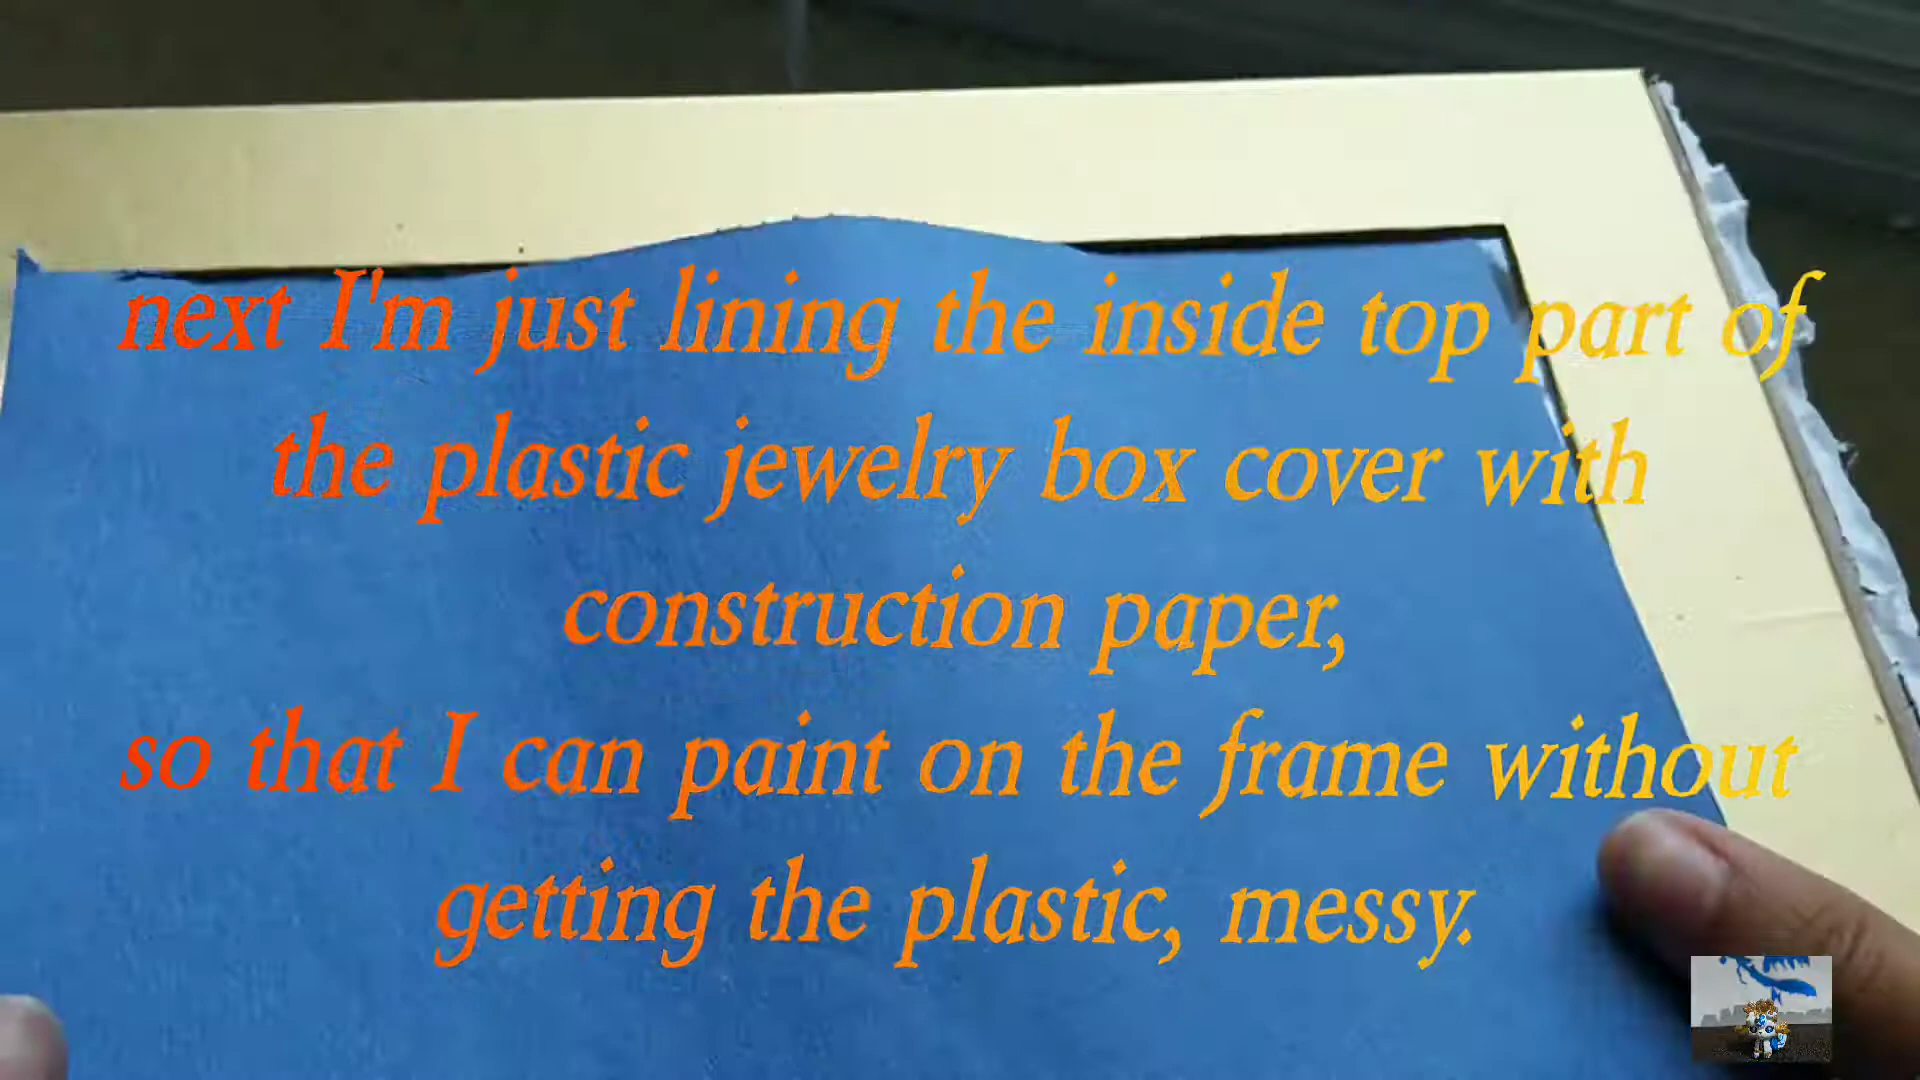 next I'm just lining the inside top part of
the plastic jewelry box cover with
construction paper,
so that I can paint on the frame without
getting the plastic, messy.